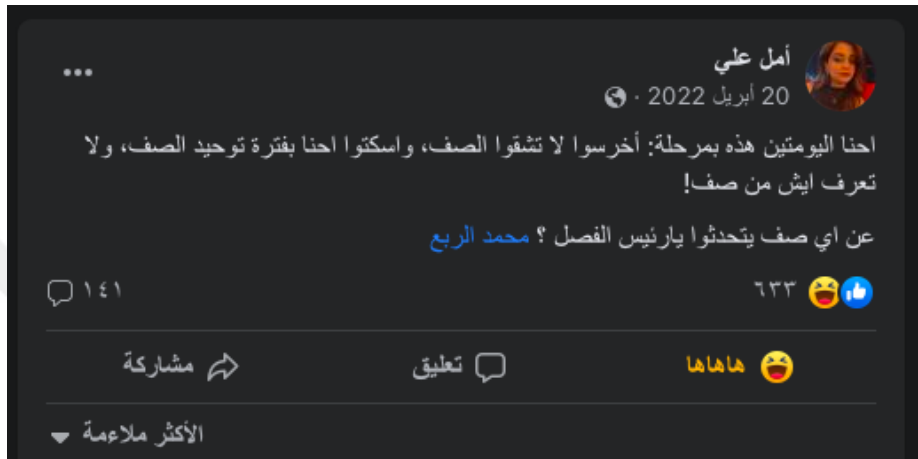 أمل علي
20 أبريل 2022
احنا اليومتين هذه بمرحلة: أخرسوا لا تشقوا الصف، واسكتوا احنا بفترة توحيد الصف، ولا
تعرف ايش من صف!
عن اي صف يتحدثوا يارئيس الفصل ؟ محمد الربع
٦٣٣
١٤١
هاهاها
تعليق
مشاركة
الأكثر ملاءمة